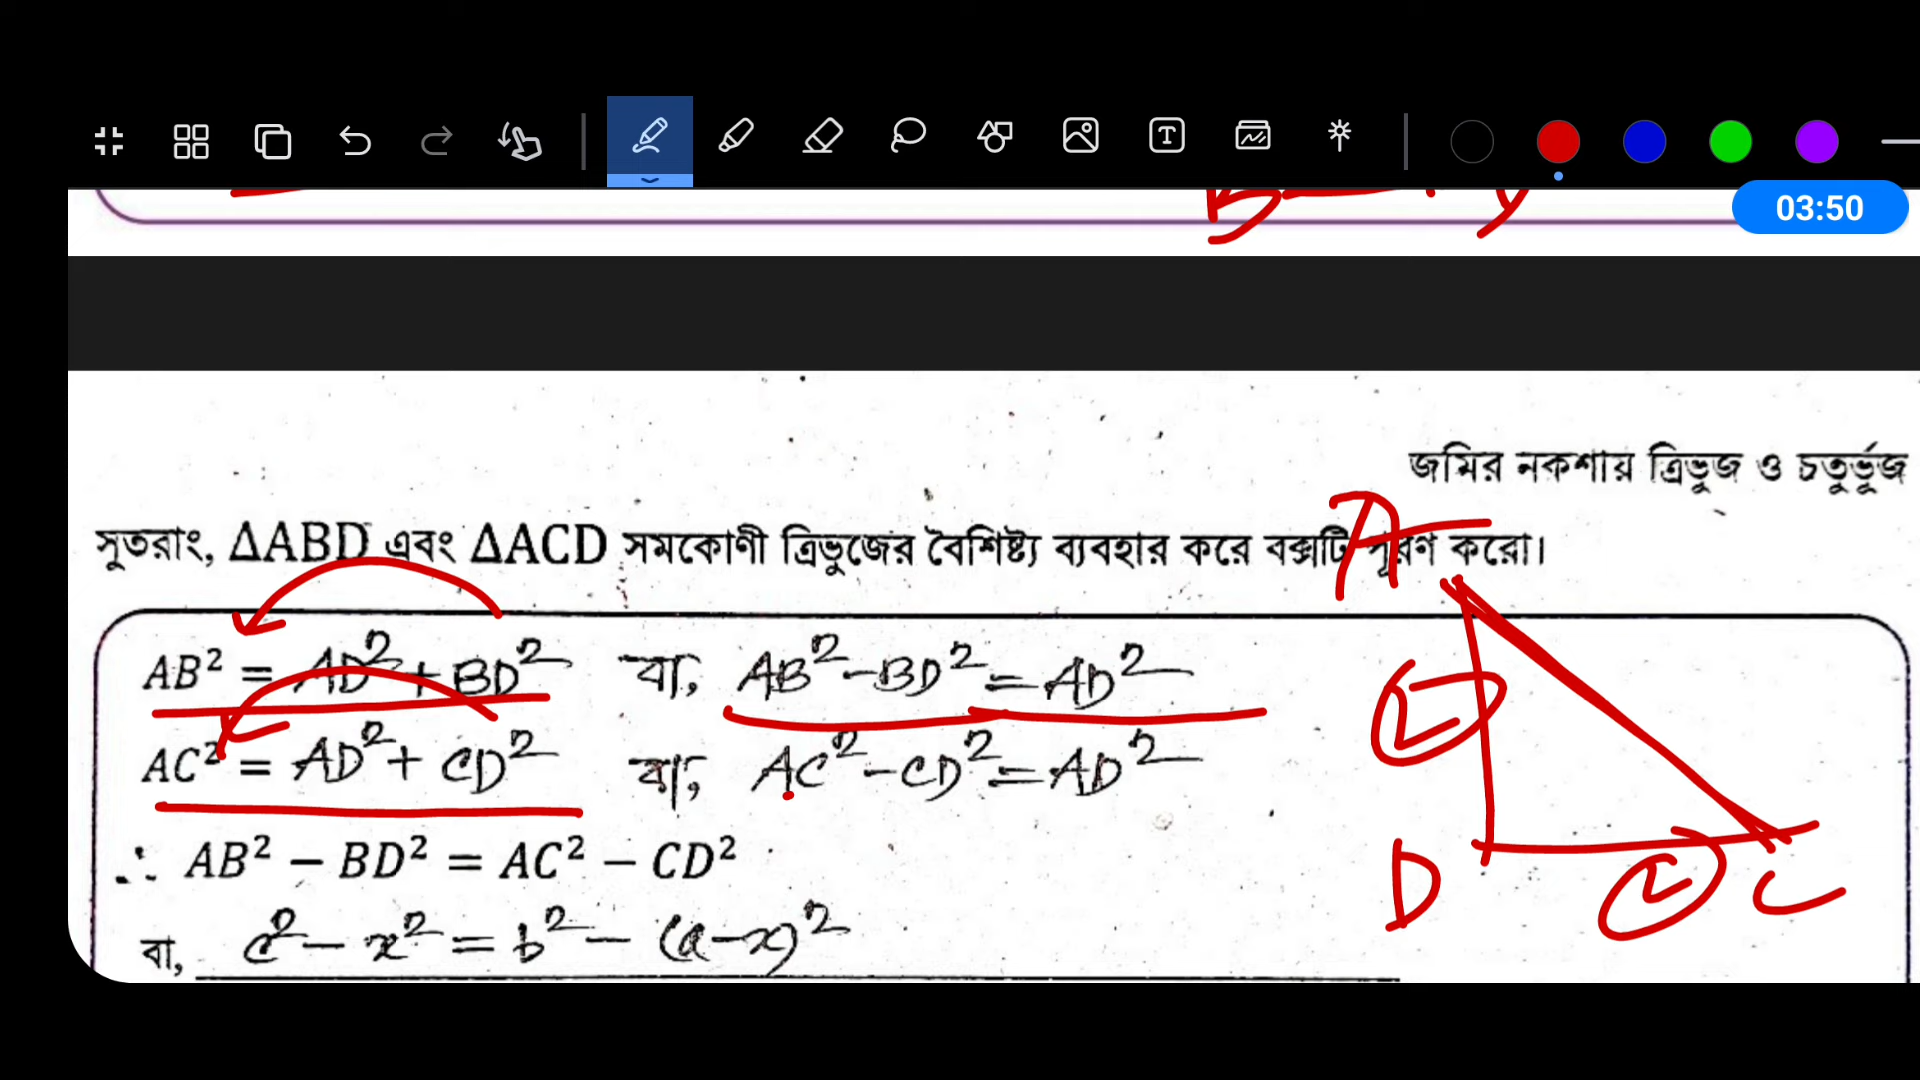 03:50
জমির নকশায় ত্রিভুজ ও চতুর্ভুজ
সুতরাং, ΔABD এবং ΔACD সমকোণী ত্রিভুজের বৈশিষ্ট্য ব্যবহার করে বক্সটি পূরণ করো।
A
AB² = AD² + BD² বা, AB² - BD² = AD²
AC² = AD² + CD² বা, AC² - CD² = AD²
∴ AB² − BD² = AC² − CD²
D C
বা, c² - x² = b² - (a-x)²